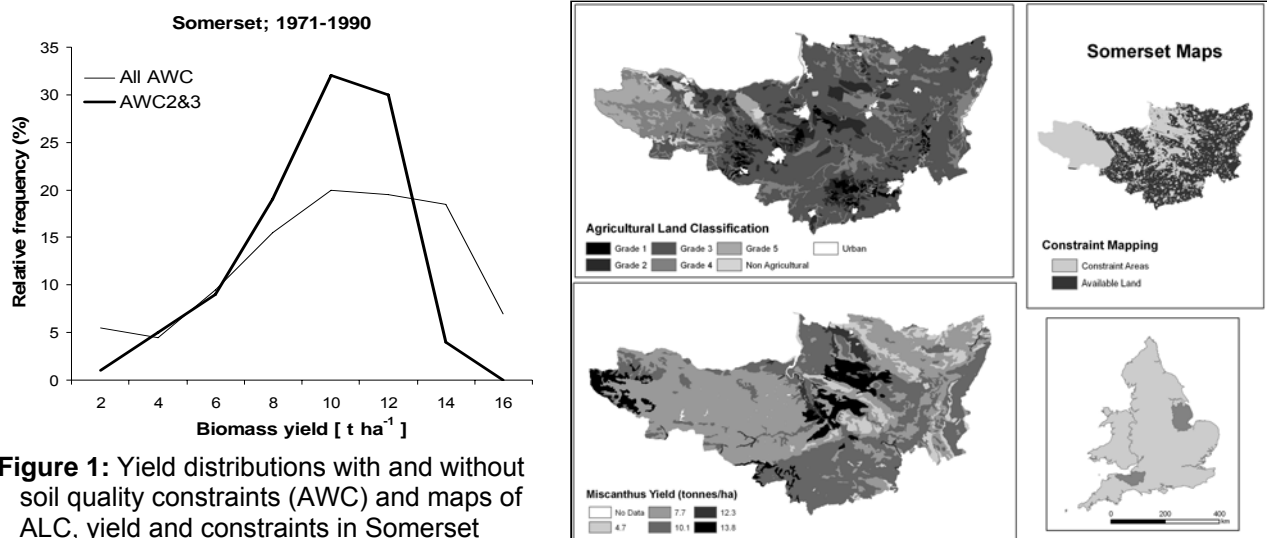 Somerset; 1971-1990
35
30
25
20
15
10
5
0
Relative frequency (%)
All AWC
AWC2&3
2 4 6 8 10 12 14 16
Biomass yield [ t ha⁻¹ ]
Figure 1: Yield distributions with and without
soil quality constraints (AWC) and maps of
ALC, yield and constraints in Somerset
Agricultural Land Classification
Grade 1 Grade 3 Grade 5 Urban
Grade 2 Grade 4 Non Agricultural
Somerset Maps
Constraint Mapping
Constraint Areas
Available Land
Miscanthus Yield (tonnes/ha)
No Data 7.7 12.3
4.7 10.1 13.8
0 200 400
km